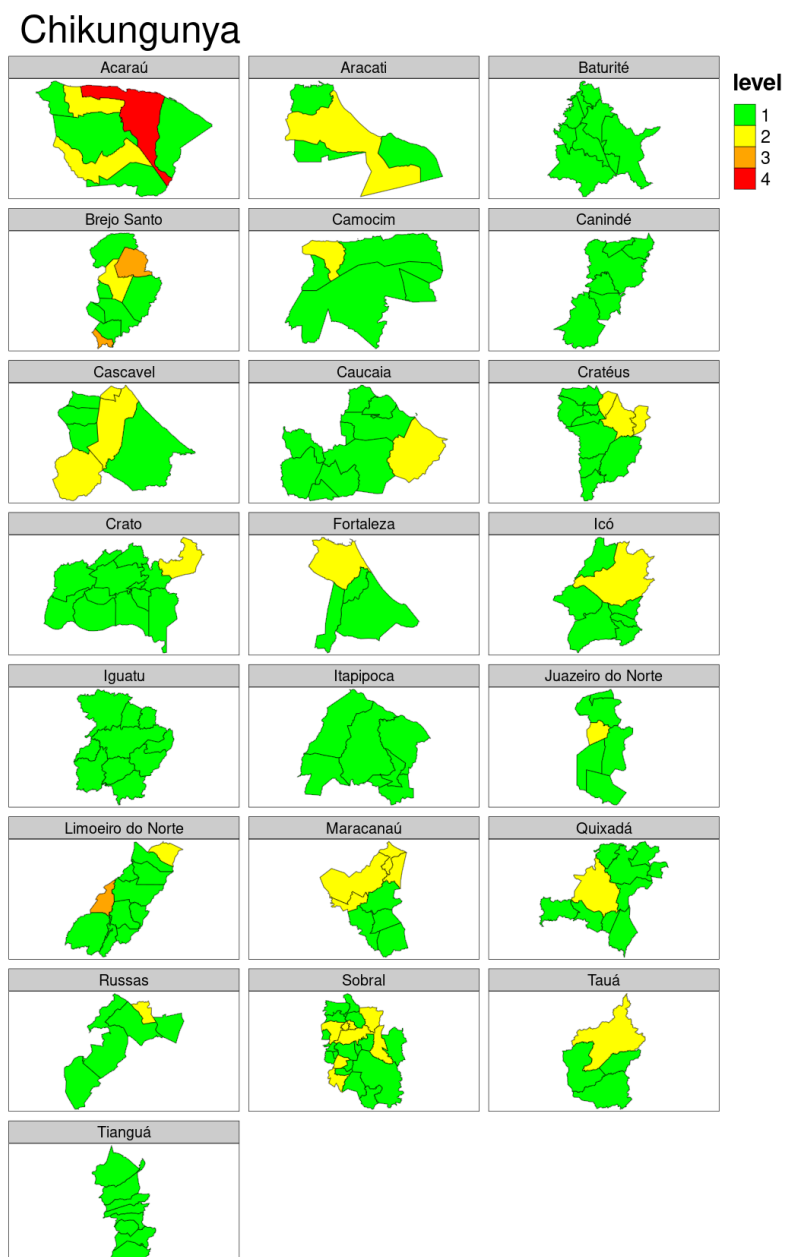 Chikungunya
Acaraú
Aracati
Baturité
level
1
2
3
4
Brejo Santo
Camocim
Canindé
Cascavel
Caucaia
Cratéus
Crato
Fortaleza
Icó
Iguatu
Itapipoca
Juazeiro do Norte
Limoeiro do Norte
Maracanaú
Quixadá
Russas
Sobral
Tauá
Tianguá